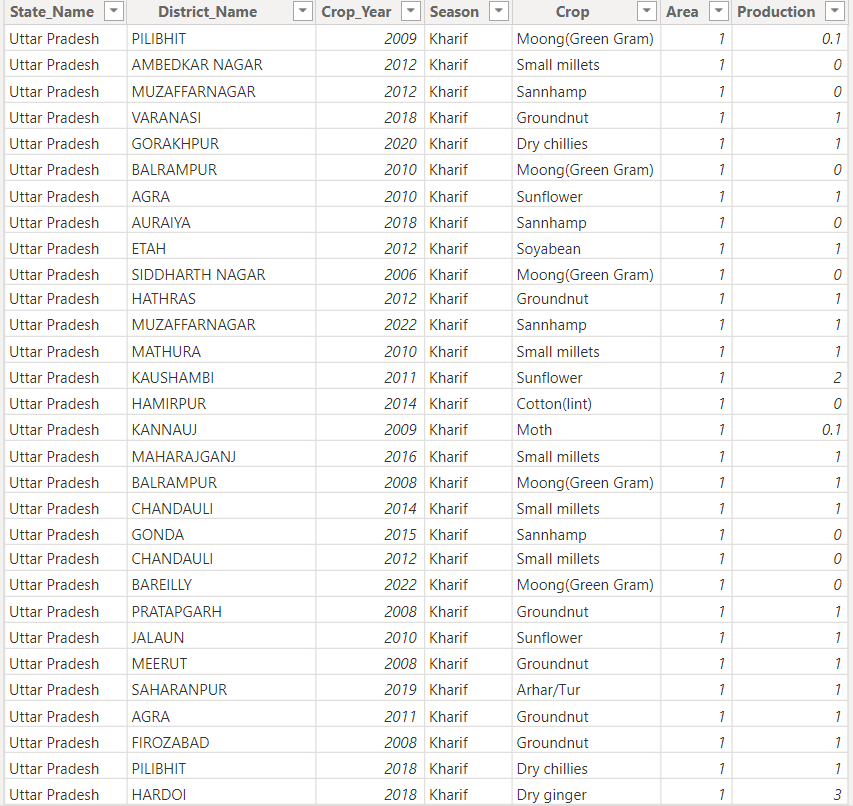 State_Name District_Name Crop_Year Season Crop Area Production
Uttar Pradesh PILIBHIT 2009 Kharif Moong(Green Gram) 1 0.1
Uttar Pradesh AMBEDKAR NAGAR 2012 Kharif Small millets 1 0
Uttar Pradesh MUZAFFARNAGAR 2012 Kharif Sannhamp 1 0
Uttar Pradesh VARANASI 2018 Kharif Groundnut 1 1
Uttar Pradesh GORAKHPUR 2020 Kharif Dry chillies 1 1
Uttar Pradesh BALRAMPUR 2010 Kharif Moong(Green Gram) 1 0
Uttar Pradesh AGRA 2010 Kharif Sunflower 1 1
Uttar Pradesh AURAIYA 2018 Kharif Sannhamp 1 0
Uttar Pradesh ETAH 2012 Kharif Soyabean 1 1
Uttar Pradesh SIDDHARTH NAGAR 2006 Kharif Moong(Green Gram) 1 0
Uttar Pradesh HATHRAS 2012 Kharif Groundnut 1 1
Uttar Pradesh MUZAFFARNAGAR 2022 Kharif Sannhamp 1 1
Uttar Pradesh MATHURA 2010 Kharif Small millets 1 1
Uttar Pradesh KAUSHAMBI 2011 Kharif Sunflower 1 2
Uttar Pradesh HAMIRPUR 2014 Kharif Cotton(lint) 1 0
Uttar Pradesh KANNAUJ 2009 Kharif Moth 1 0.1
Uttar Pradesh MAHARAJGANJ 2016 Kharif Small millets 1 1
Uttar Pradesh BALRAMPUR 2008 Kharif Moong(Green Gram) 1 1
Uttar Pradesh CHANDAULI 2014 Kharif Small millets 1 1
Uttar Pradesh GONDA 2015 Kharif Sannhamp 1 0
Uttar Pradesh CHANDAULI 2012 Kharif Small millets 1 0
Uttar Pradesh BAREILLY 2022 Kharif Moong(Green Gram) 1 0
Uttar Pradesh PRATAPGARH 2008 Kharif Groundnut 1 1
Uttar Pradesh JALAUN 2010 Kharif Sunflower 1 1
Uttar Pradesh MEERUT 2008 Kharif Groundnut 1 1
Uttar Pradesh SAHARANPUR 2019 Kharif Arhar/Tur 1 1
Uttar Pradesh AGRA 2011 Kharif Groundnut 1 1
Uttar Pradesh FIROZABAD 2008 Kharif Groundnut 1 1
Uttar Pradesh PILIBHIT 2018 Kharif Dry chillies 1 1
Uttar Pradesh HARDOI 2018 Kharif Dry ginger 1 3